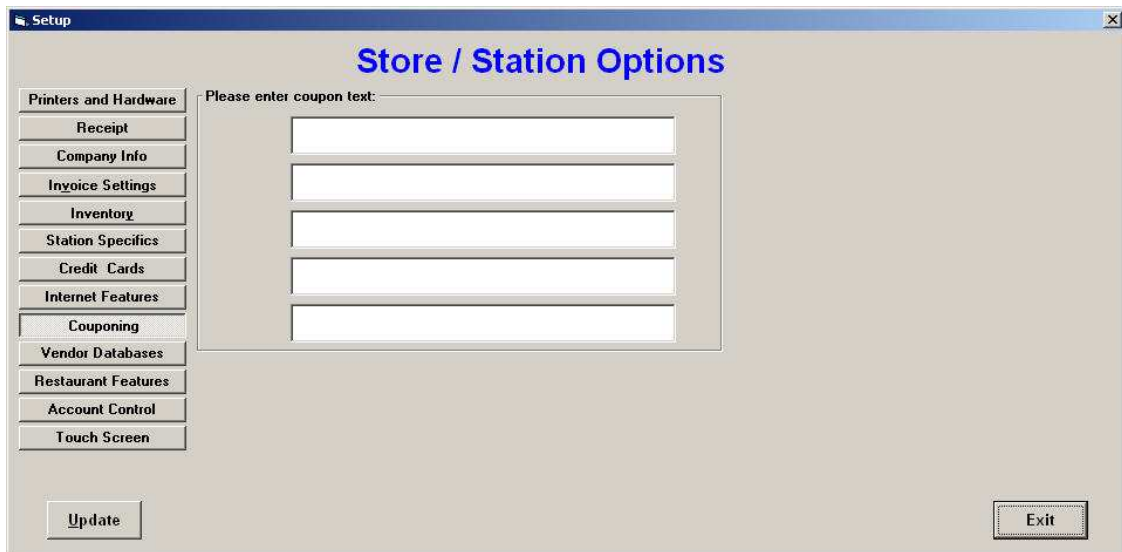 Setup
Store / Station Options
Printers and Hardware
Receipt
Company Info
Invoice Settings
Inventory
Station Specifics
Credit Cards
Internet Features
Couponing
Vendor Databases
Restaurant Features
Account Control
Touch Screen
Please enter coupon text:
Update
Exit